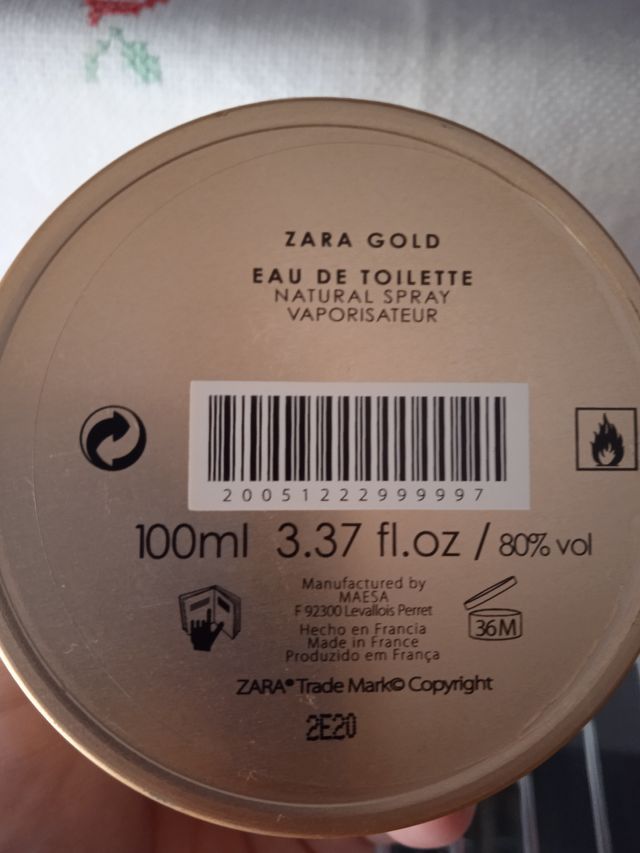 ZARA GOLD
EAU DE TOILETTE
NATURAL SPRAY
VAPORISATEUR
20051222999997
100ml 3.37 fl.oz / 80% vol
Manufactured by
MAESA
F 92300 Levallois Perret
Hecho en Francia
Made in France
Produzido em França
36M
ZARA® Trade Mark© Copyright
2E20